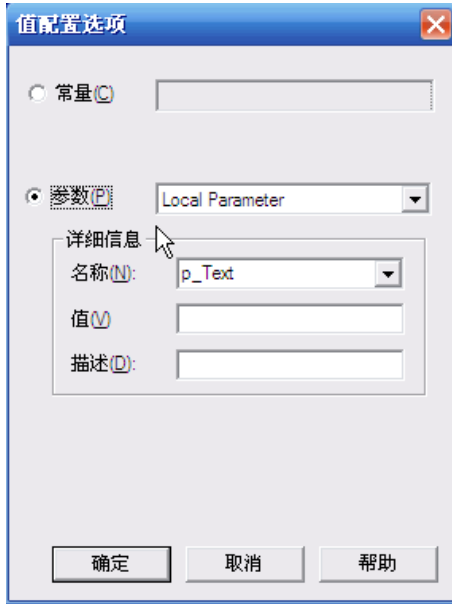 值配置选项
常量(C)
参数(P) Local Parameter
详细信息
名称(N): p_Text
值(V)
描述(D):
确定 取消 帮助